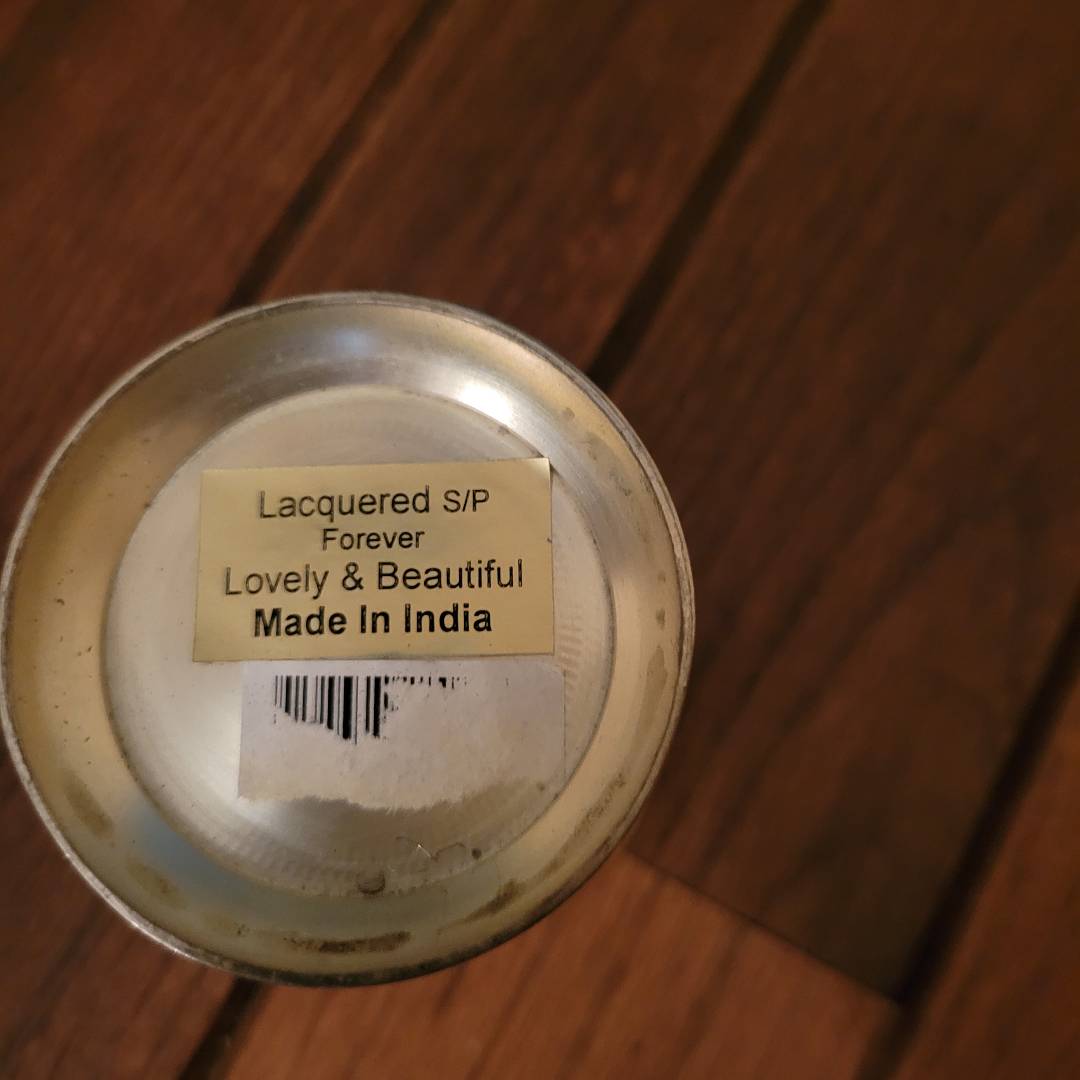 Lacquered S/P
Forever
Lovely & Beautiful
Made In India